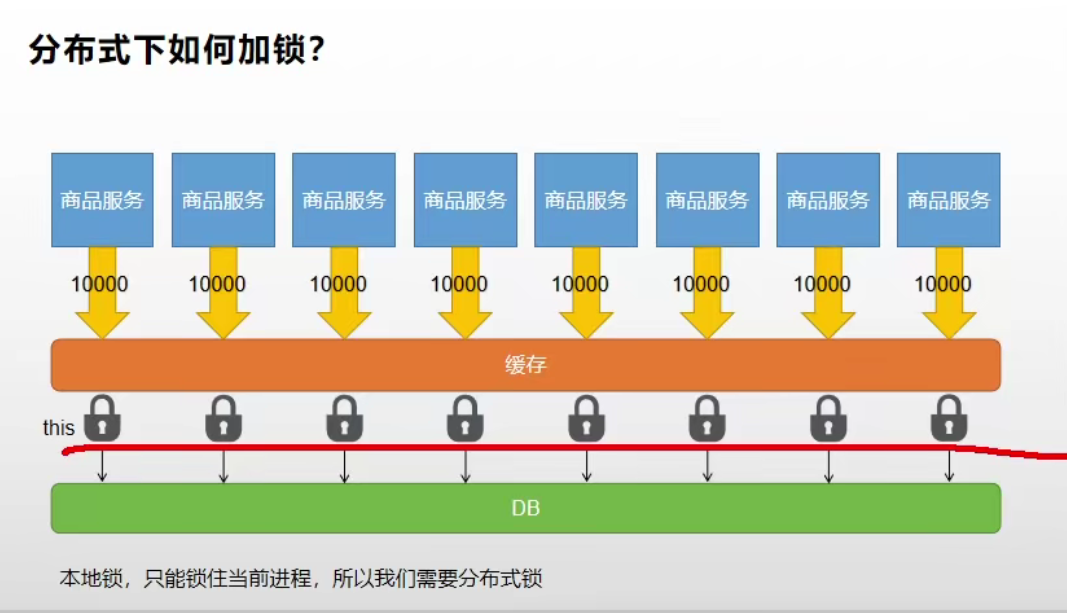 分布式下如何加锁?
商品服务 商品服务 商品服务 商品服务 商品服务 商品服务 商品服务 商品服务
10000 10000 10000 10000 10000 10000 10000 10000
缓存
this
DB
本地锁，只能锁住当前进程，所以我们需要分布式锁